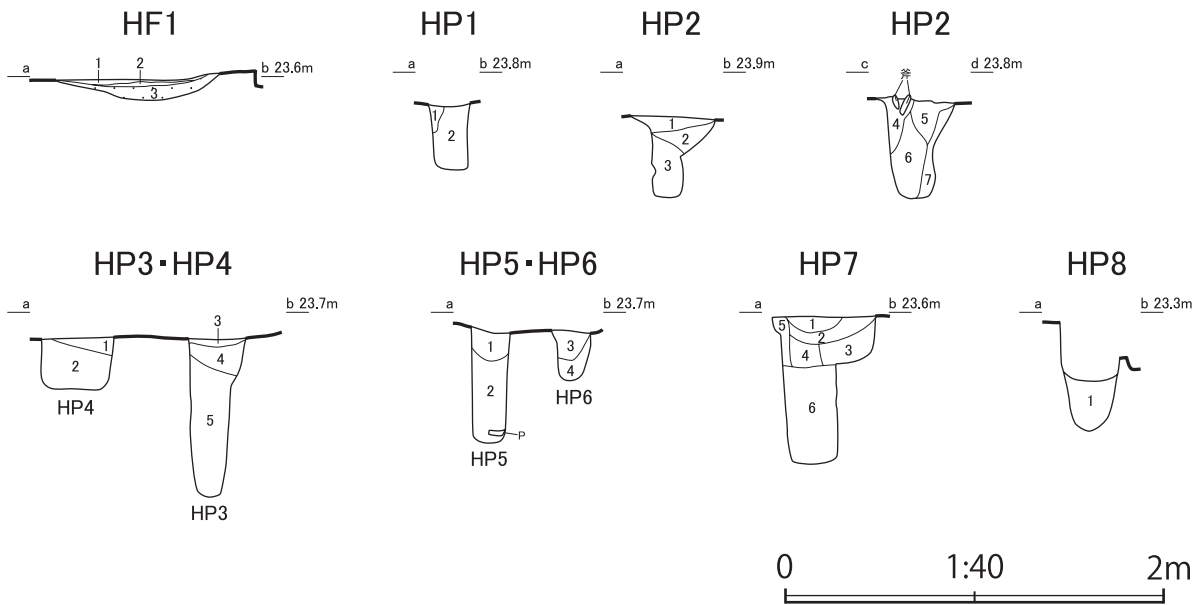 HF1
a 1 2 b 23.6m
3
HP1
a b 23.8m
1
2
HP2
a b 23.9m
1
2
3
HP2
c 斧 d 23.8m
4 5
6
7
HP3・HP4
a b 23.7m
3
1
2
4
5
HP4
HP3
HP5・HP6
a b 23.7m
1 3
2 4
P
HP6
HP5
HP7
a b 23.6m
5 1
2
4 3
6
HP8
a b 23.3m
1
0 1:40 2m